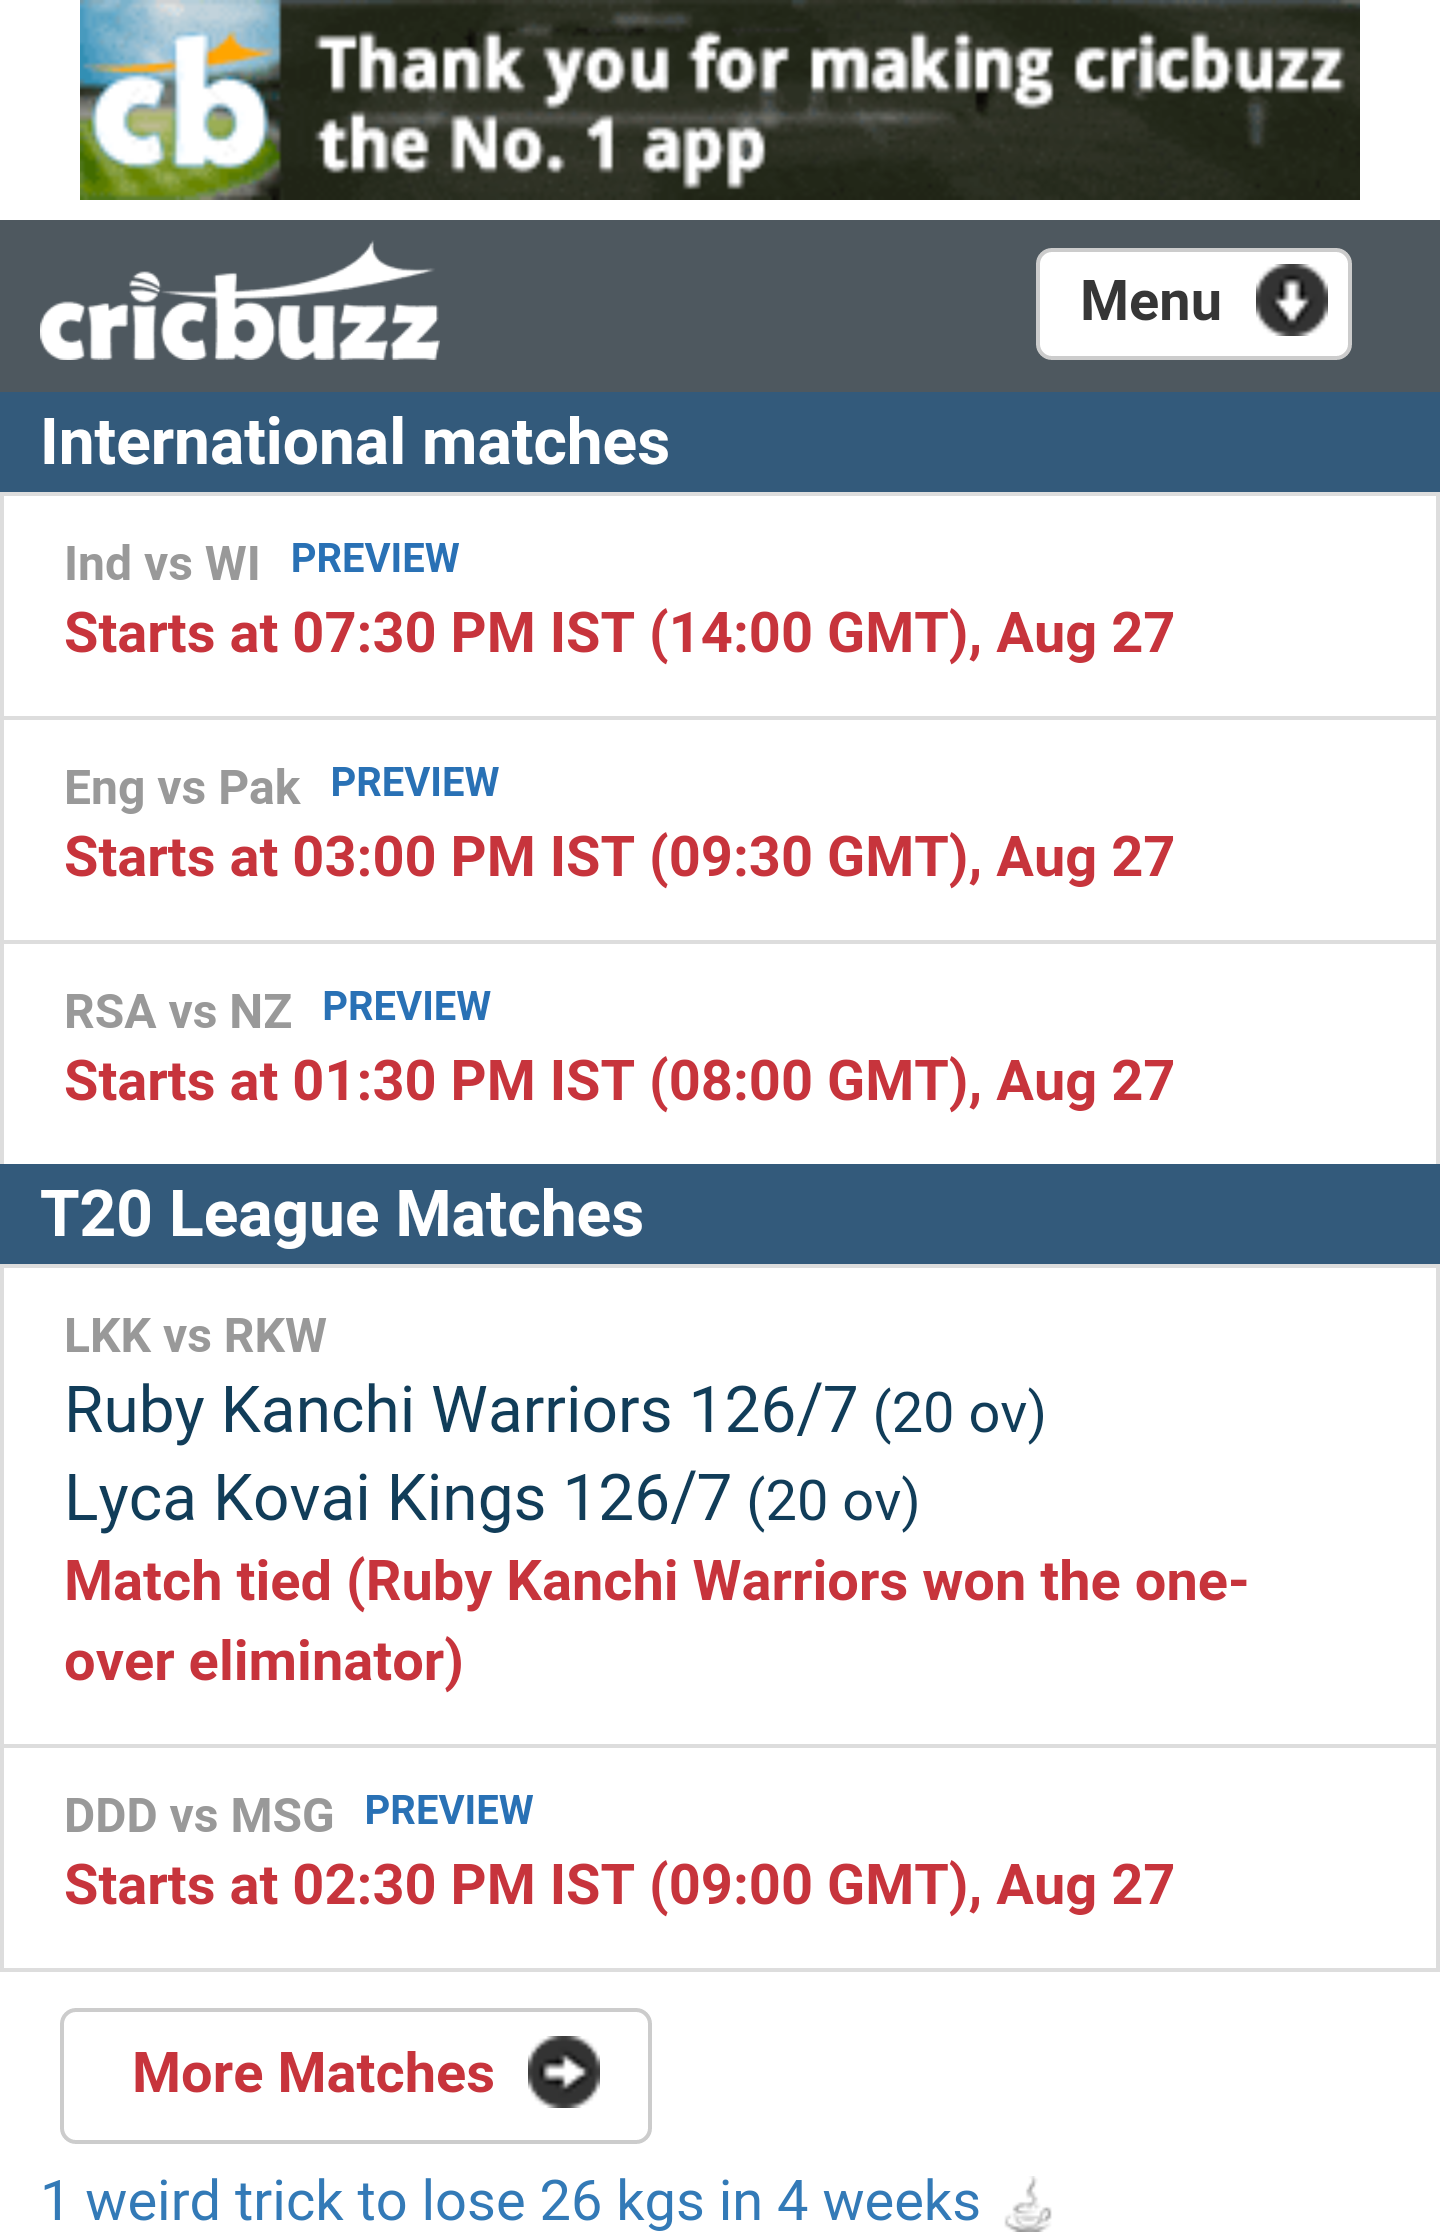 cb
Thank you for making cricbuzz
the No. 1 app
cricbuzz
Menu
International matches
Ind vs WI PREVIEW
Starts at 07:30 PM IST (14:00 GMT), Aug 27
Eng vs Pak PREVIEW
Starts at 03:00 PM IST (09:30 GMT), Aug 27
RSA vs NZ PREVIEW
Starts at 01:30 PM IST (08:00 GMT), Aug 27
T20 League Matches
LKK vs RKW
Ruby Kanchi Warriors 126/7 (20 ov)
Lyca Kovai Kings 126/7 (20 ov)
Match tied (Ruby Kanchi Warriors won the one-
over eliminator)
DDD vs MSG PREVIEW
Starts at 02:30 PM IST (09:00 GMT), Aug 27
More Matches
1 weird trick to lose 26 kgs in 4 weeks